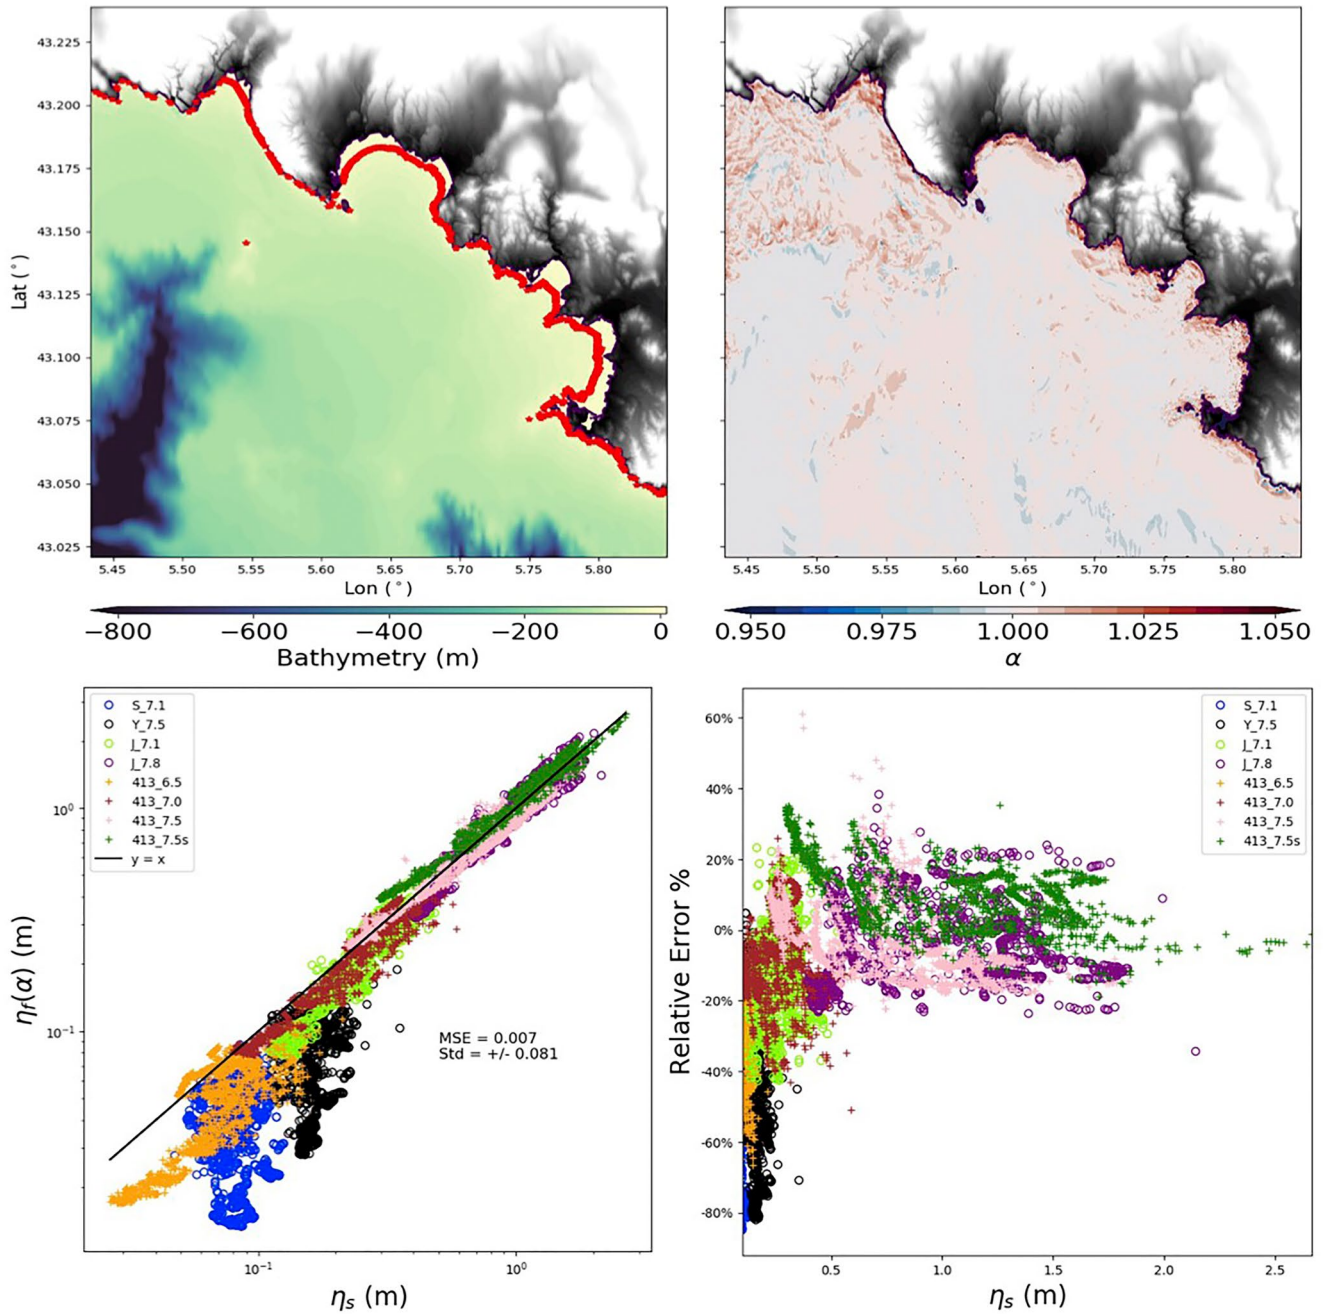 43.225
43.200
43.175
43.150
43.125
43.100
43.075
43.050
43.025
Lat (°)
5.45 5.50 5.55 5.60 5.65 5.70 5.75 5.80
Lon (°)
5.45 5.50 5.55 5.60 5.65 5.70 5.75 5.80
Lon (°)
−800 −600 −400 −200 0
Bathymetry (m)
0.950 0.975 1.000 1.025 1.050
α
S_7.1
Y_7.5
J_7.1
J_7.8
413_6.5
413_7.0
413_7.5
413_7.5s
y = x
10⁰
10⁻¹
ηf(α) (m)
MSE = 0.007
Std = +/- 0.081
10⁻¹ 10⁰
ηs (m)
S_7.1
Y_7.5
J_7.1
J_7.8
413_6.5
413_7.0
413_7.5
413_7.5s
60%
40%
20%
0%
-20%
-40%
-60%
-80%
Relative Error %
0.5 1.0 1.5 2.0 2.5
ηs (m)